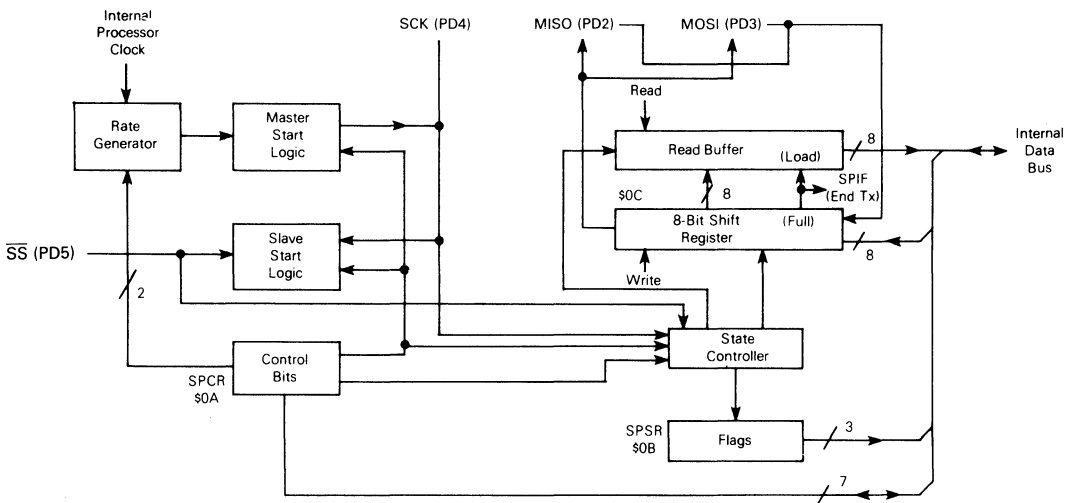 Internal
Processor
Clock
SCK (PD4)
MISO (PD2)
MOSI (PD3)
Rate
Generator
Master
Start
Logic
Read
Read Buffer
(Load)
8
Internal
Data
Bus
$0C
8
SPIF
(End Tx)
8-Bit Shift
Register
(Full)
8
SS (PD5)
Slave
Start
Logic
Write
2
State
Controller
SPCR
$0A
Control
Bits
SPSR
$0B
Flags
3
7